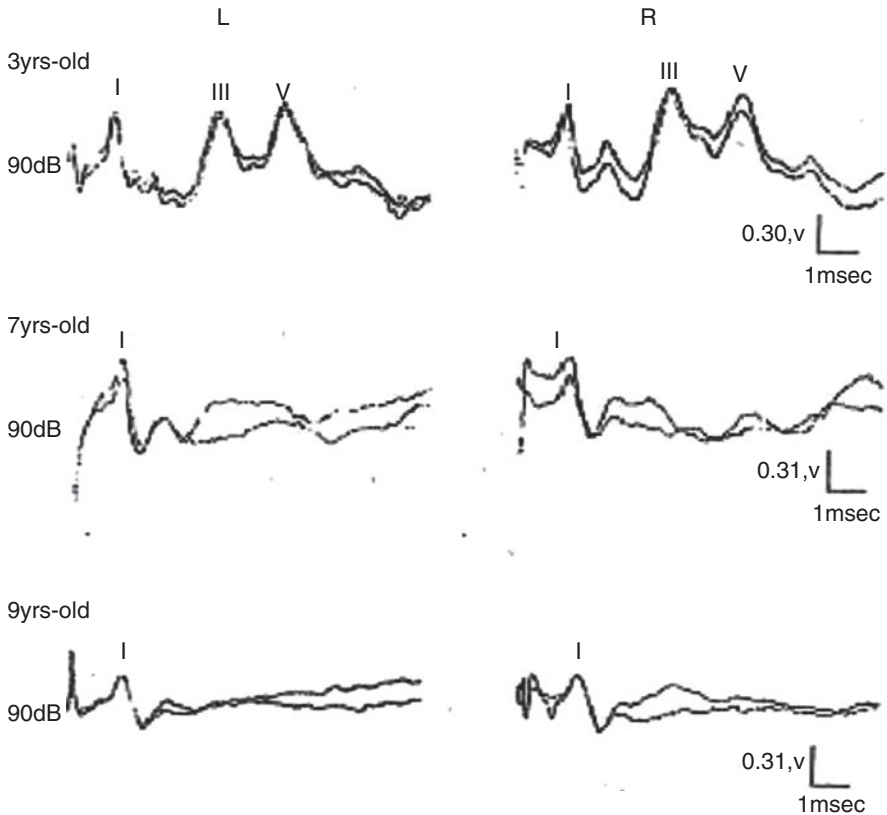 L
R
3yrs-old
I
III
V
I
III
V
90dB
0.30,v
1msec
7yrs-old
I
I
90dB
0.31,v
1msec
9yrs-old
I
I
90dB
0.31,v
1msec